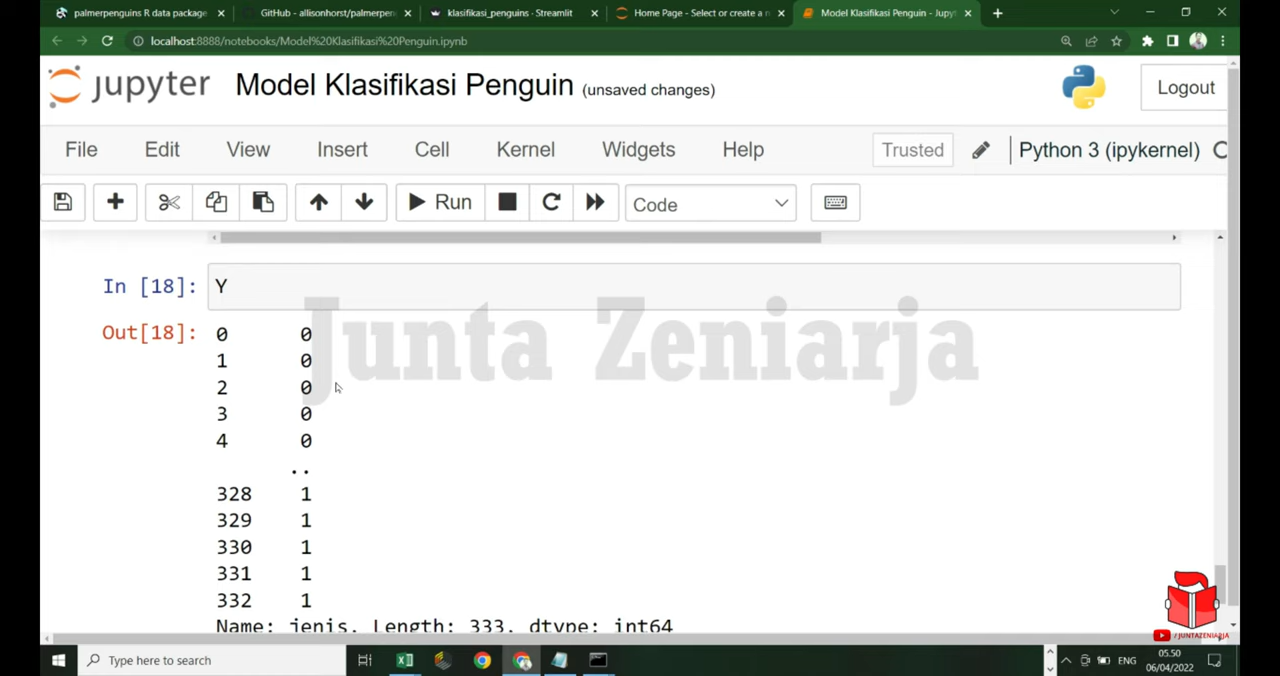 palmerpenguins R data package
GitHub - allisonhorst/palmerpen
klasifikasi_penguins · Streamlit
Home Page - Select or create a n
Model Klasifikasi Penguin - Jupyt
localhost:8888/notebooks/Model%20Klasifikasi%20Penguin.ipynb
jupyter Model Klasifikasi Penguin (unsaved changes)
Logout
File Edit View Insert Cell Kernel Widgets Help
Trusted
Python 3 (ipykernel)
Run
Code
In [18]: Y
Junta Zeniarja
Out[18]: 0 0
1 0
2 0
3 0
4 0
..
328 1
329 1
330 1
331 1
332 1
Name: jenis, Length: 333, dtype: int64
/ JUNTAZENIARJA
Type here to search
ENG
05.50
06/04/2022